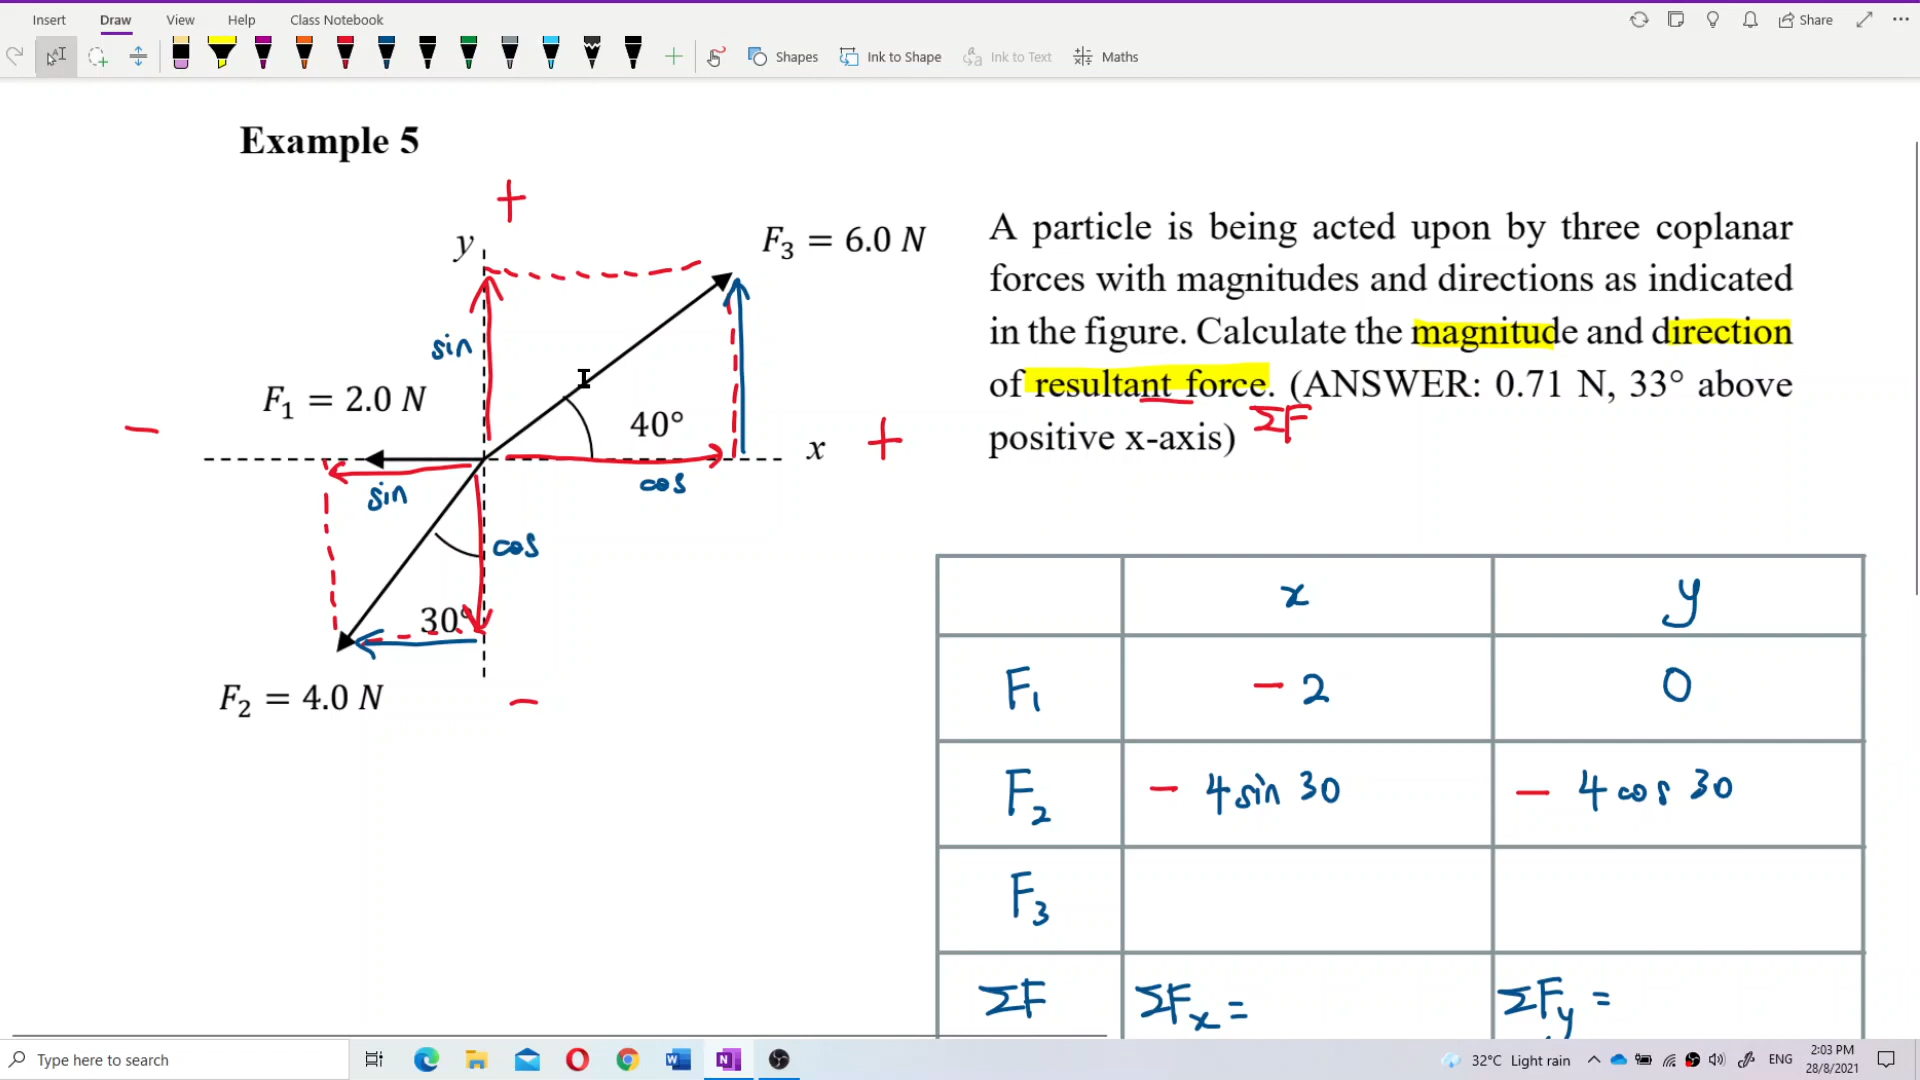 Insert Draw View Help Class Notebook Share
Shapes Ink to Shape Ink to Text Maths
Example 5
+
y
F₃ = 6.0 N
sin
F₁ = 2.0 N
40°
−
x +
sin
cos
cos
30°
F₂ = 4.0 N
−
A particle is being acted upon by three coplanar
forces with magnitudes and directions as indicated
in the figure. Calculate the magnitude and direction
of resultant force. (ANSWER: 0.71 N, 33° above
positive x-axis) ΣF
x y
F₁ − 2 0
F₂ − 4 sin 30 − 4 cos 30
F₃
ΣF ΣFₓ = ΣFy =
Type here to search
32°C Light rain ENG 2:03 PM
28/8/2021